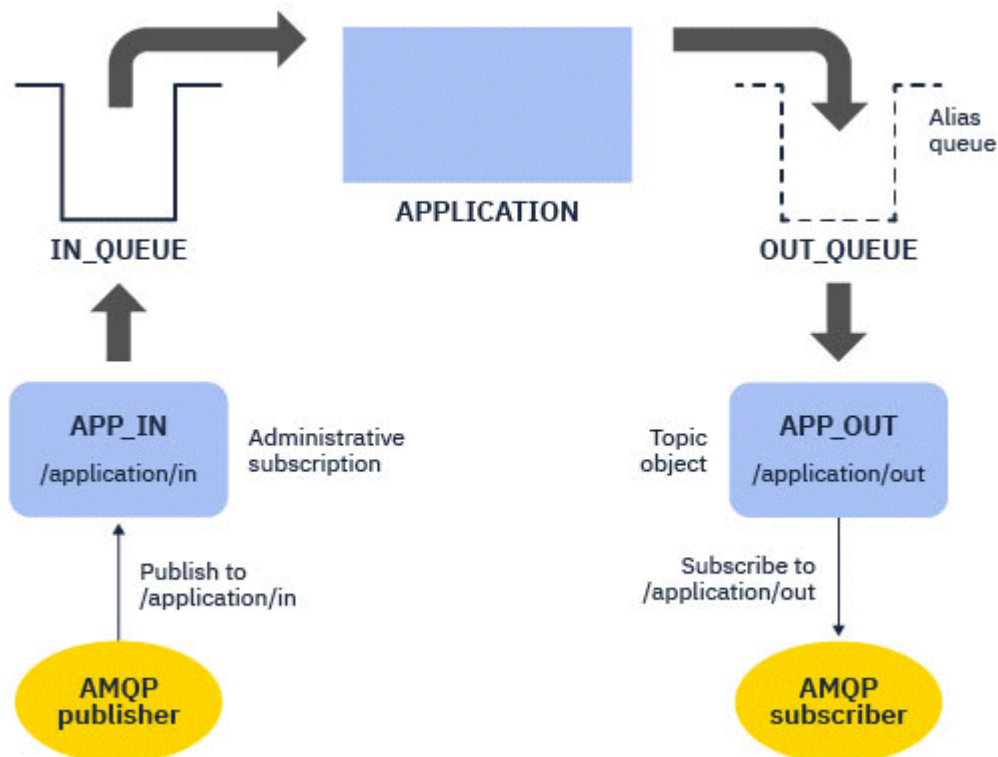 Alias
queue
APPLICATION
IN_QUEUE
OUT_QUEUE
APP_IN
/application/in
Administrative
subscription
Topic
object
APP_OUT
/application/out
Publish to
/application/in
Subscribe to
/application/out
AMQP
publisher
AMQP
subscriber